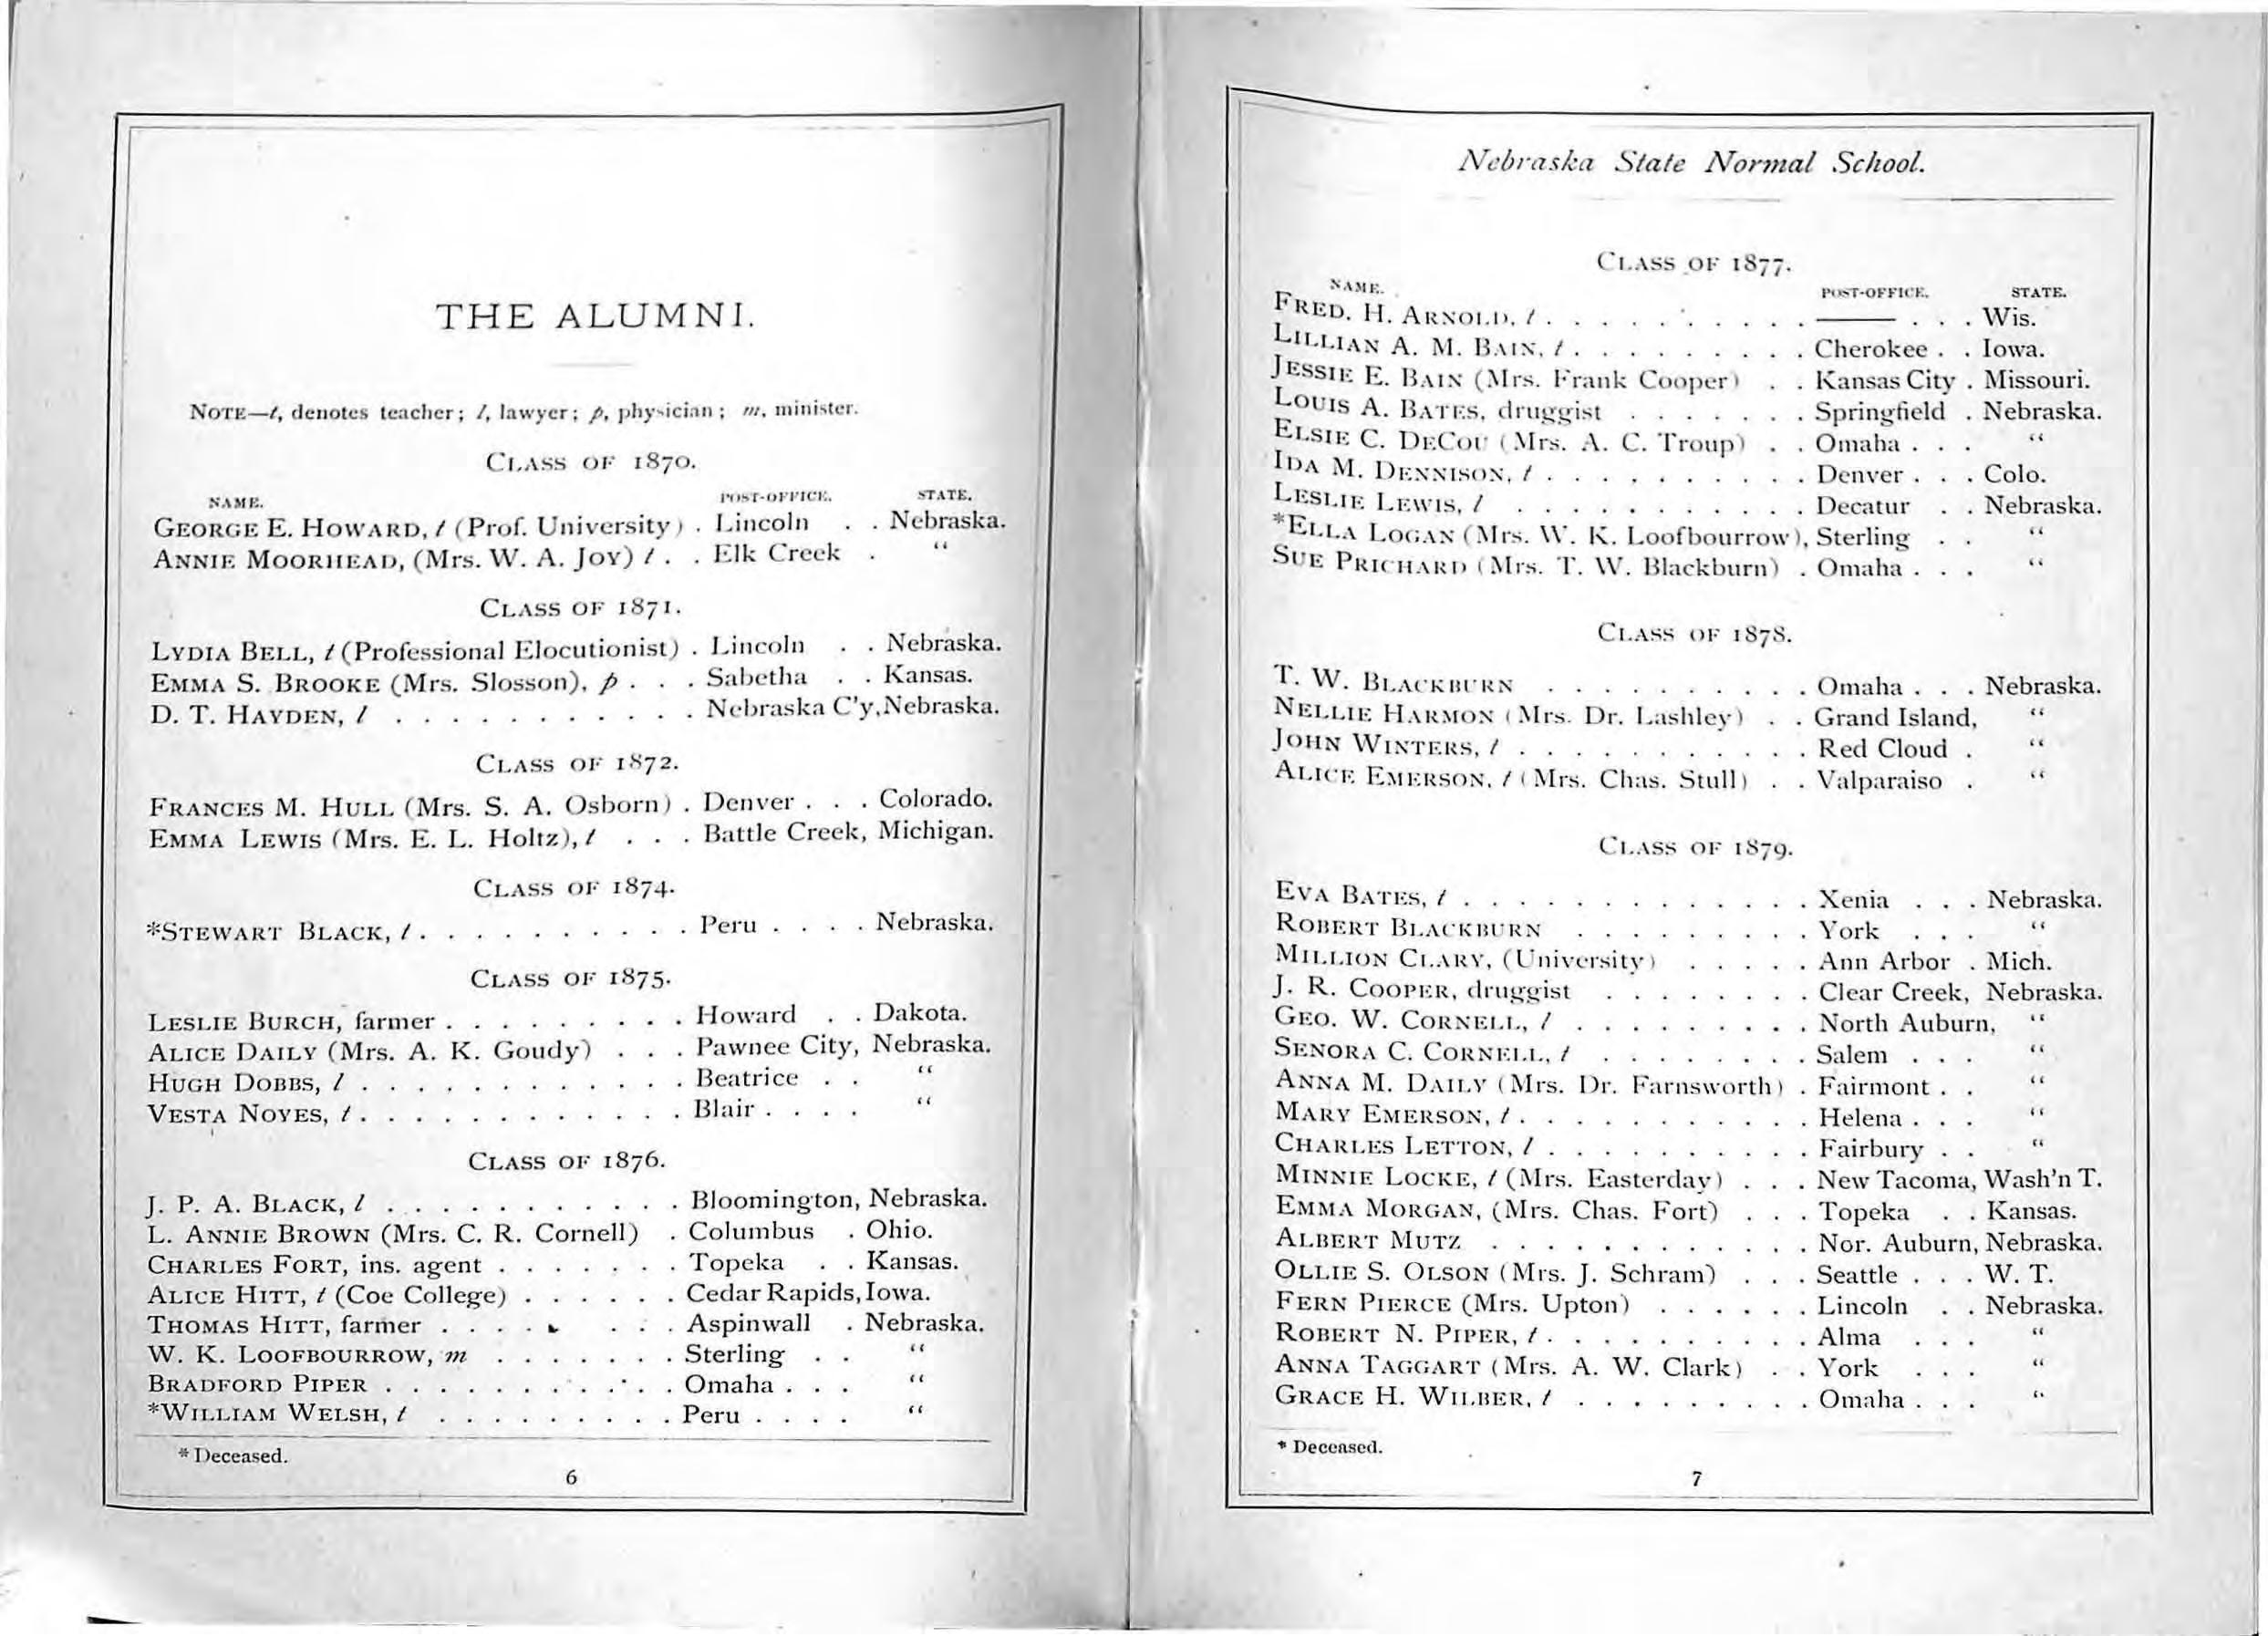 THE ALUMNI.
NOTE—t, denotes teacher; l, lawyer; p, physician; m, minister.
CLASS OF 1870.
NAME. POST-OFFICE. STATE.
GEORGE E. HOWARD, t (Prof. University) . Lincoln . . Nebraska.
ANNIE MOORHEAD, (Mrs. W. A. JOY) t . . Elk Creek . “
CLASS OF 1871.
LYDIA BELL, t (Professional Elocutionist) . Lincoln . . Nebraska.
EMMA S. BROOKE (Mrs. Slosson), p . . . Sabetha . . Kansas.
D. T. HAYDEN, l . . . . . . . . . . . Nebraska C'y, Nebraska.
CLASS OF 1872.
FRANCES M. HULL (Mrs. S. A. Osborn) . Denver . . . Colorado.
EMMA LEWIS (Mrs. E. L. Holtz), t . . . Battle Creek, Michigan.
CLASS OF 1874.
*STEWART BLACK, t . . . . . . . . . . Peru . . . . Nebraska.
CLASS OF 1875.
LESLIE BURCH, farmer . . . . . . . . . Howard . . Dakota.
ALICE DAILY (Mrs. A. K. Goudy) . . . Pawnee City, Nebraska.
HUGH DOBBS, l . . . . . . . . . . . . Beatrice . . “
VESTA NOYES, t . . . . . . . . . . . . Blair . . . . “
CLASS OF 1876.
J. P. A. BLACK, l . . . . . . . . . . . Bloomington, Nebraska.
L. ANNIE BROWN (Mrs. C. R. Cornell) . Columbus . Ohio.
CHARLES FORT, ins. agent . . . . . . . Topeka . . Kansas.
ALICE HITT, t (Coe College) . . . . . . Cedar Rapids, Iowa.
THOMAS HITT, farmer . . . . . . . Aspinwall . Nebraska.
W. K. LOOFBOURROW, m . . . . . . . Sterling . . “
BRADFORD PIPER . . . . . . . . . . . Omaha . . . “
*WILLIAM WELSH, t . . . . . . . . . Peru . . . . “
* Deceased.
6
Nebraska State Normal School.
CLASS OF 1877.
NAME. POST-OFFICE. STATE.
FRED. H. ARNOLD, t . . . . . . . . . . —— . . . Wis.
LILLIAN A. M. BAIN, t . . . . . . . . . Cherokee . . Iowa.
JESSIE E. BAIN (Mrs. Frank Cooper) . . Kansas City . Missouri.
LOUIS A. BATES, druggist . . . . . . . Springfield . Nebraska.
ELSIE C. DECOU (Mrs. A. C. Troup) . . Omaha . . . “
IDA M. DENNISON, t . . . . . . . . . . Denver . . . Colo.
LESLIE LEWIS, l . . . . . . . . . . . Decatur . . Nebraska.
*ELLA LOGAN (Mrs. W. K. Loofbourrow), Sterling . . “
SUE PRICHARD (Mrs. T. W. Blackburn) . Omaha . . . “
CLASS OF 1878.
T. W. BLACKBURN . . . . . . . . . . Omaha . . . Nebraska.
NELLIE HARMON (Mrs. Dr. Lashley) . . Grand Island, “
JOHN WINTERS, l . . . . . . . . . . . Red Cloud . “
ALICE EMERSON, t (Mrs. Chas. Stull) . . Valparaiso . “
CLASS OF 1879.
EVA BATES, t . . . . . . . . . . . . . Xenia . . . Nebraska.
ROBERT BLACKBURN . . . . . . . . . York . . . “
MILLION CLARY, (University) . . . . . Ann Arbor . Mich.
J. R. COOPER, druggist . . . . . . . . Clear Creek, Nebraska.
GEO. W. CORNELL, l . . . . . . . . . North Auburn, “
SENORA C. CORNELL, t . . . . . . . . Salem . . . “
ANNA M. DAILY (Mrs. Dr. Farnsworth) . Fairmont . . “
MARY EMERSON, t . . . . . . . . . . . Helena . . . “
CHARLES LETTON, l . . . . . . . . . . Fairbury . . “
MINNIE LOCKE, t (Mrs. Easterday) . . . New Tacoma, Wash'n T.
EMMA MORGAN, (Mrs. Chas. Fort) . . . Topeka . . Kansas.
ALBERT MUTZ . . . . . . . . . . . . Nor. Auburn, Nebraska.
OLLIE S. OLSON (Mrs. J. Schram) . . . Seattle . . . W. T.
FERN PIERCE (Mrs. Upton) . . . . . . Lincoln . . Nebraska.
ROBERT N. PIPER, t . . . . . . . . . . Alma . . . “
ANNA TAGGART (Mrs. A. W. Clark) . . York . . . “
GRACE H. WILBER, t . . . . . . . . . Omaha . . . “
* Deceased.
7